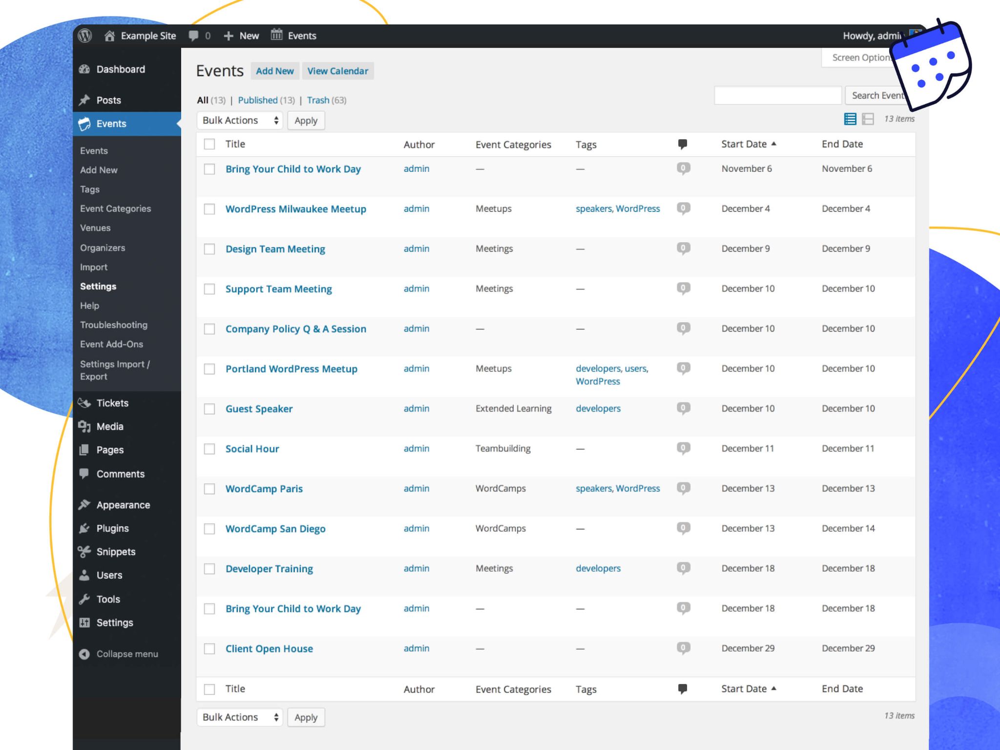 Example Site 0 New Events Howdy, admin
Dashboard
Posts
Events
Events
Add New
Tags
Event Categories
Venues
Organizers
Import
Settings
Help
Troubleshooting
Event Add-Ons
Settings Import /
Export
Tickets
Media
Pages
Comments
Appearance
Plugins
Snippets
Users
Tools
Settings
Collapse menu
Screen Option
Events Add New View Calendar
All (13) | Published (13) | Trash (63)
Search Event
Bulk Actions Apply
13 items
Title Author Event Categories Tags Start Date End Date
Bring Your Child to Work Day admin — — 0 November 6 November 6
WordPress Milwaukee Meetup admin Meetups speakers, WordPress 0 December 4 December 4
Design Team Meeting admin Meetings — 0 December 9 December 9
Support Team Meeting admin Meetings — 0 December 10 December 10
Company Policy Q & A Session admin — — 0 December 10 December 10
Portland WordPress Meetup admin Meetups developers, users, 0 December 10 December 10
WordPress
Guest Speaker admin Extended Learning developers 0 December 10 December 10
Social Hour admin Teambuilding — 0 December 11 December 11
WordCamp Paris admin WordCamps speakers, WordPress 0 December 13 December 13
WordCamp San Diego admin WordCamps — 0 December 13 December 14
Developer Training admin Meetings developers 0 December 18 December 18
Bring Your Child to Work Day admin — — 0 December 18 December 18
Client Open House admin — — 0 December 29 December 29
Title Author Event Categories Tags Start Date End Date
Bulk Actions Apply
13 items